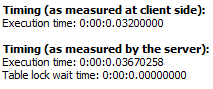 Timing (as measured at client side):
Execution time: 0:00:0.03200000
Timing (as measured by the server):
Execution time: 0:00:0.03670258
Table lock wait time: 0:00:0.00000000